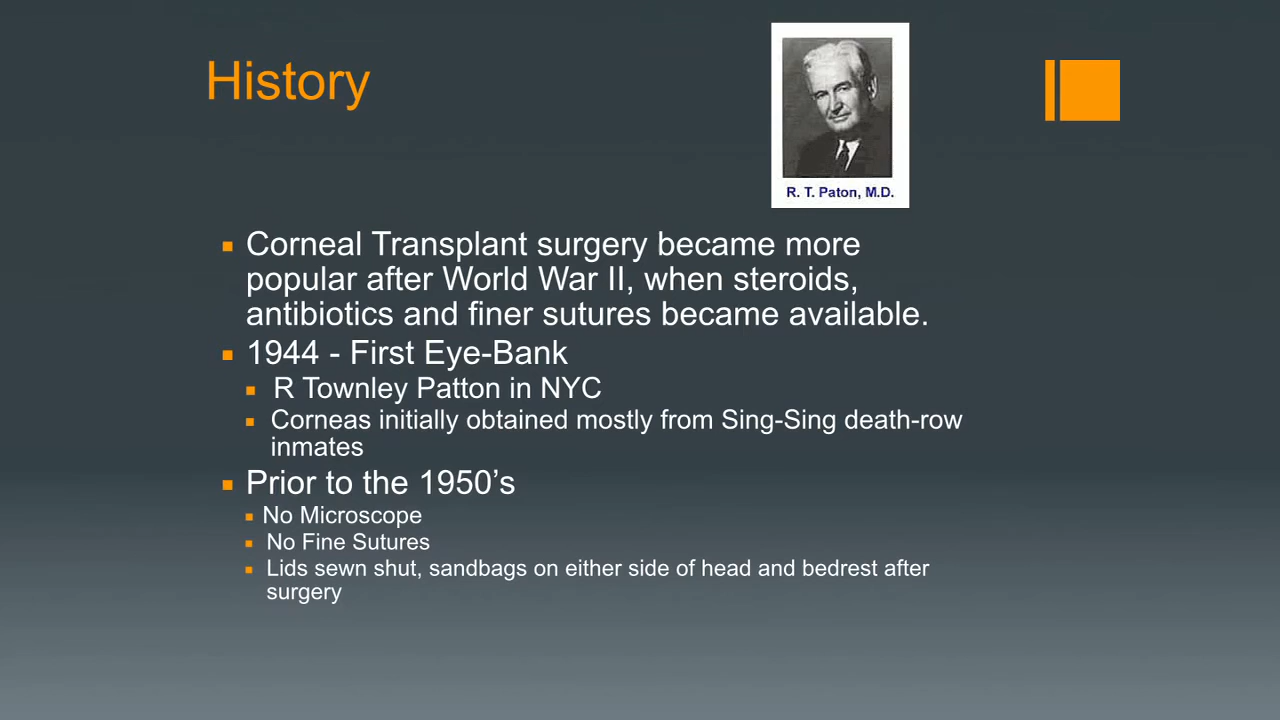 History
R. T. Paton, M.D.
Corneal Transplant surgery became more
popular after World War II, when steroids,
antibiotics and finer sutures became available.
1944 - First Eye-Bank
R Townley Patton in NYC
Corneas initially obtained mostly from Sing-Sing death-row
inmates
Prior to the 1950’s
No Microscope
No Fine Sutures
Lids sewn shut, sandbags on either side of head and bedrest after
surgery